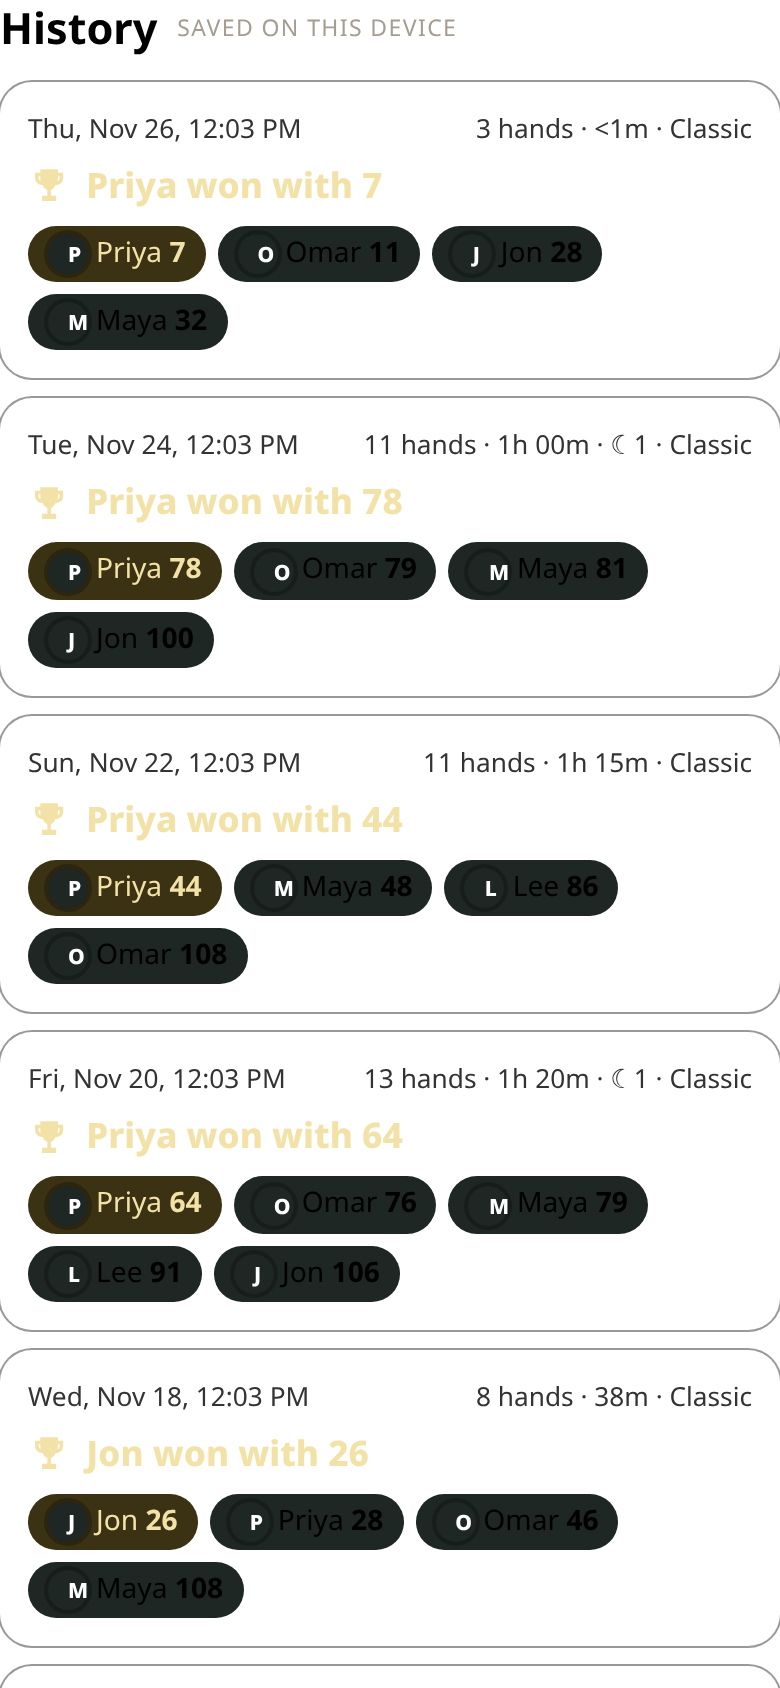 History SAVED ON THIS DEVICE
Thu, Nov 26, 12:03 PM 3 hands · <1m · Classic
Priya won with 7
P Priya 7 O Omar 11 J Jon 28
M Maya 32
Tue, Nov 24, 12:03 PM 11 hands · 1h 00m · ☾ 1 · Classic
Priya won with 78
P Priya 78 O Omar 79 M Maya 81
J Jon 100
Sun, Nov 22, 12:03 PM 11 hands · 1h 15m · Classic
Priya won with 44
P Priya 44 M Maya 48 L Lee 86
O Omar 108
Fri, Nov 20, 12:03 PM 13 hands · 1h 20m · ☾ 1 · Classic
Priya won with 64
P Priya 64 O Omar 76 M Maya 79
L Lee 91 J Jon 106
Wed, Nov 18, 12:03 PM 8 hands · 38m · Classic
Jon won with 26
J Jon 26 P Priya 28 O Omar 46
M Maya 108